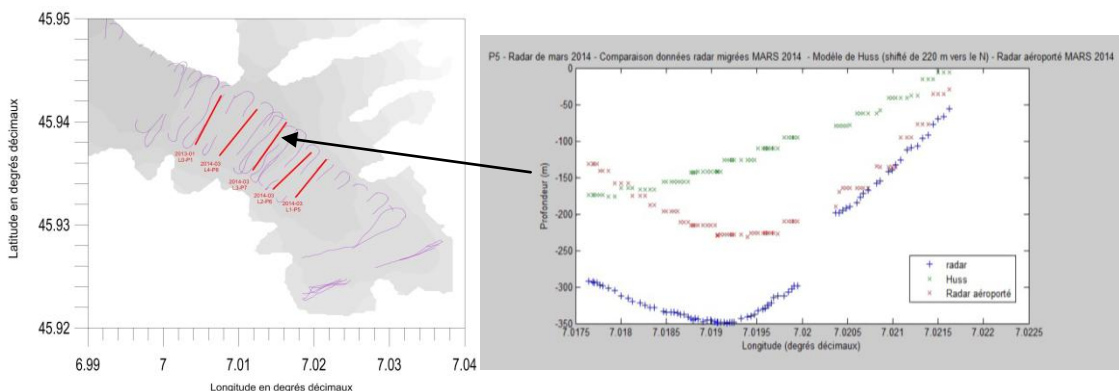 45.95
45.94
45.93
45.92
Latitude en degrés décimaux
6.99 7 7.01 7.02 7.03 7.04
Longitude en degrés décimaux
2013-01
L0-P1
2014-03
L4-P8
2014-03
L3-P7
2014-03
L2-P6
2014-03
L1-P5
P5 - Radar de mars 2014 - Comparaison données radar migrées MARS 2014 - Modèle de Huss (shifté de 220 m vers le N) - Radar aéroporté MARS 2014
0
-50
-100
-150
-200
-250
-300
-350
Profondeur (m)
7.0175 7.018 7.0185 7.019 7.0195 7.02 7.0205 7.021 7.0215 7.022 7.0225
Longitude (degrés décimaux)
radar
Huss
Radar aéroporté